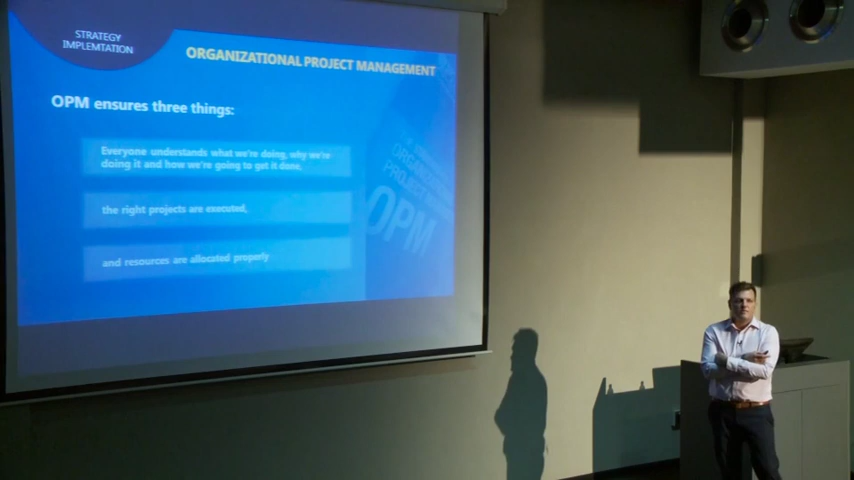 STRATEGY
IMPLEMTATION
ORGANIZATIONAL PROJECT MANAGEMENT
OPM ensures three things:
Everyone understands what we're doing, why we're
doing it and how we're going to get it done,
the right projects are executed,
and resources are allocated properly
ORGANIZATIONAL
PROJECT
OPM